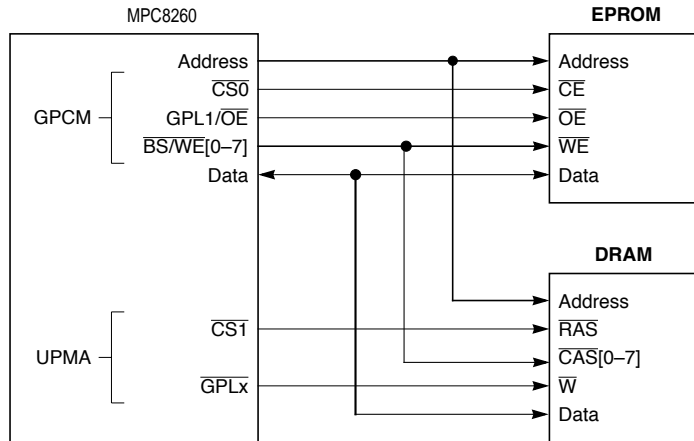 MPC8260
Address
CS0
GPCM
GPL1/OE
BS/WE[0–7]
Data
UPMA
CS1
GPLx
EPROM
Address
CE
OE
WE
Data
DRAM
Address
RAS
CAS[0–7]
W
Data